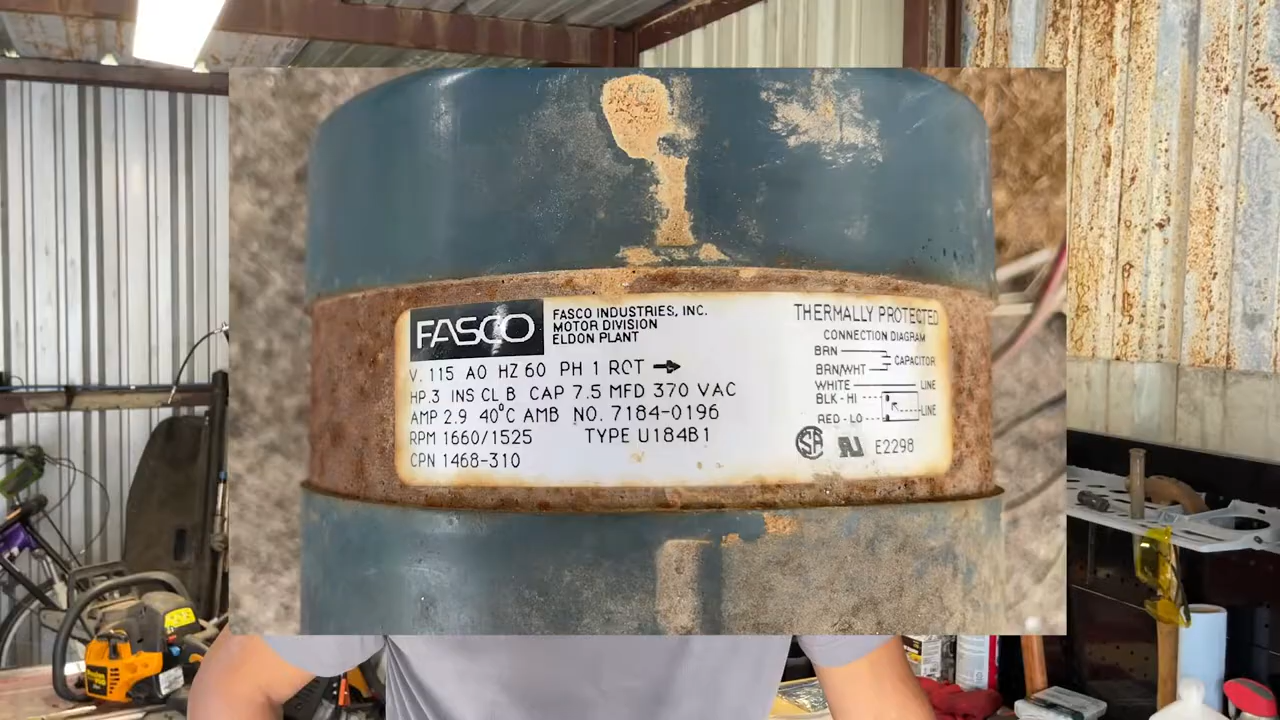 FASCO
FASCO INDUSTRIES, INC.
MOTOR DIVISION
ELDON PLANT
V. 115 AO HZ 60 PH 1 ROT
HP.3 INS CL B CAP 7.5 MFD 370 VAC
AMP 2.9 40°C AMB NO. 7184-0196
RPM 1660/1525 TYPE U184B1
CPN 1468-310
THERMALLY PROTECTED
CONNECTION DIAGRAM
BRN
BRN/WHT
CAPACITOR
WHITE LINE
BLK - HI
RED - LO
LINE
SA
E2298